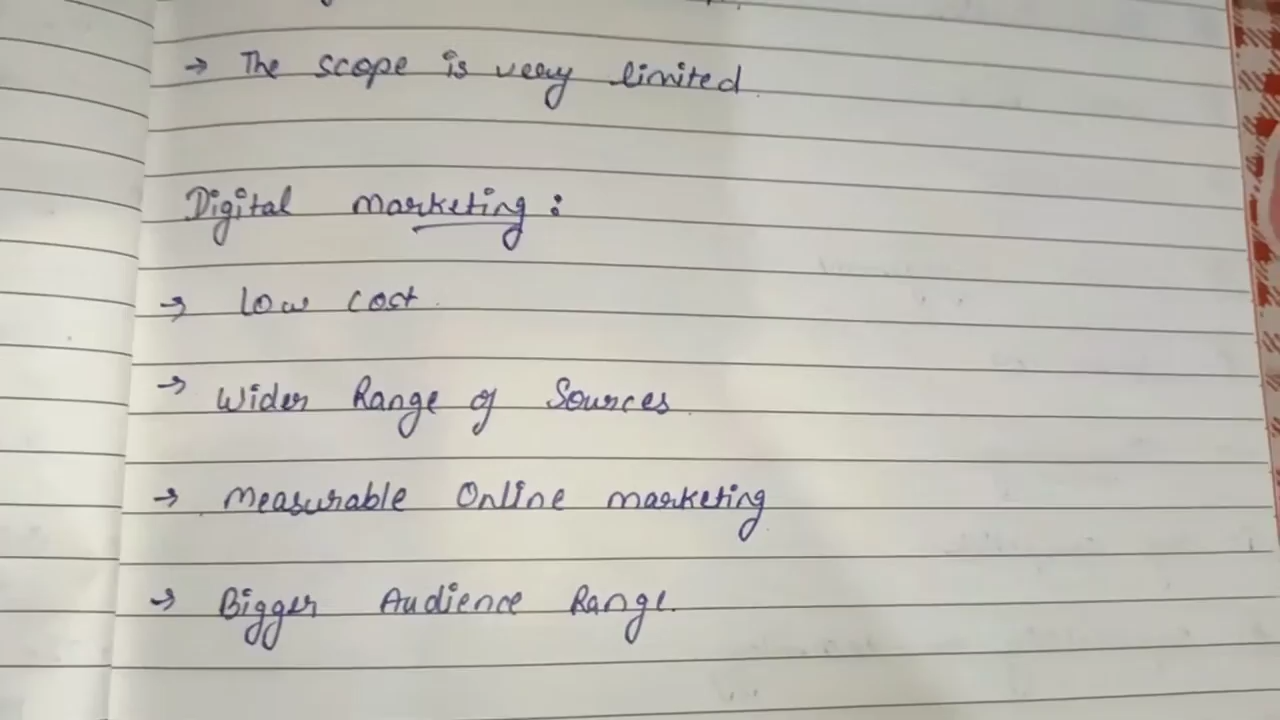 → The scope is very limited.
Digital marketing :
→ low cost.
→ Wider Range of Sources.
→ Measurable Online marketing
→ Bigger Audience Range.